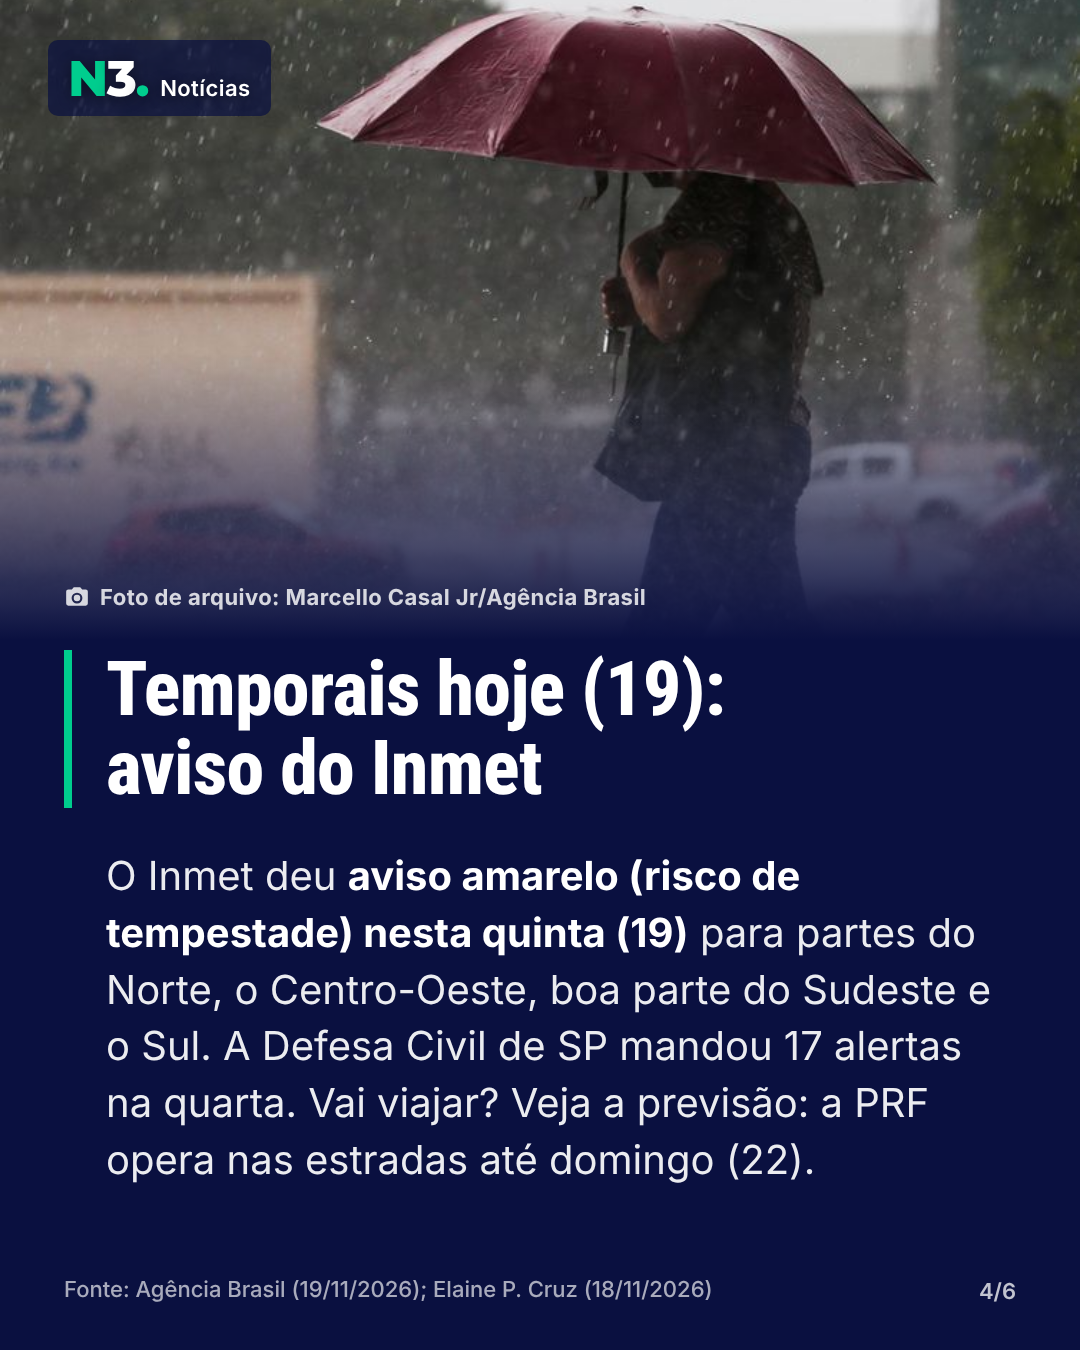 N3. Notícias
Foto de arquivo: Marcello Casal Jr/Agência Brasil
Temporais hoje (19):
aviso do Inmet
O Inmet deu aviso amarelo (risco de
tempestade) nesta quinta (19) para partes do
Norte, o Centro-Oeste, boa parte do Sudeste e
o Sul. A Defesa Civil de SP mandou 17 alertas
na quarta. Vai viajar? Veja a previsão: a PRF
opera nas estradas até domingo (22).
Fonte: Agência Brasil (19/11/2026); Elaine P. Cruz (18/11/2026)
4/6